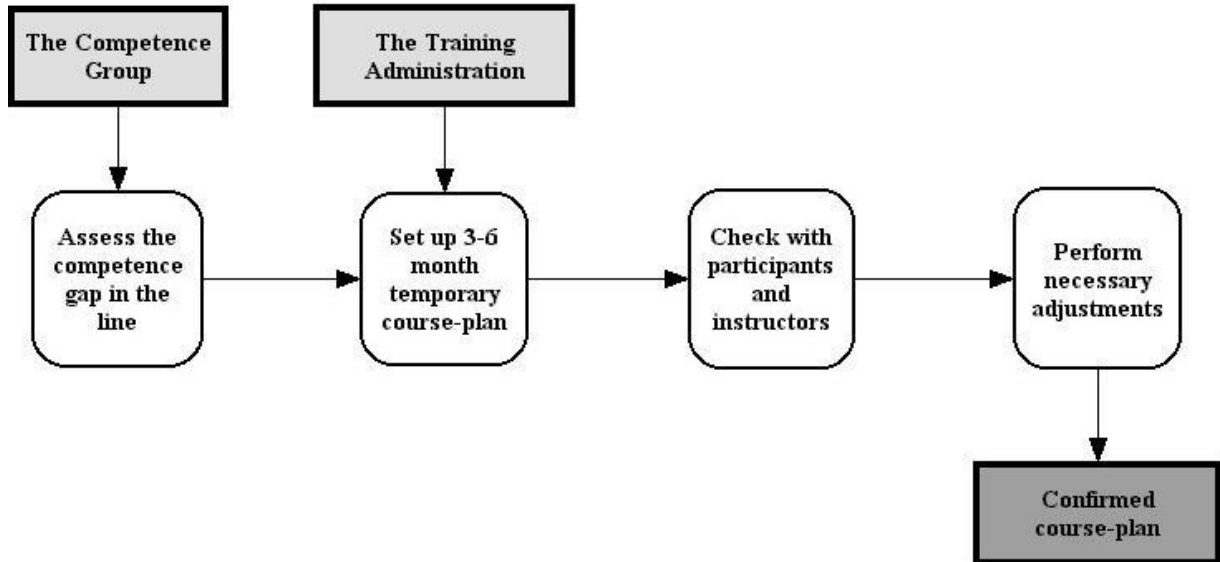 The Competence
Group
The Training
Administration
Assess the
competence
gap in the
line
Set up 3-6
month
temporary
course-plan
Check with
participants
and
instructors
Perform
necessary
adjustments
Confirmed
course-plan